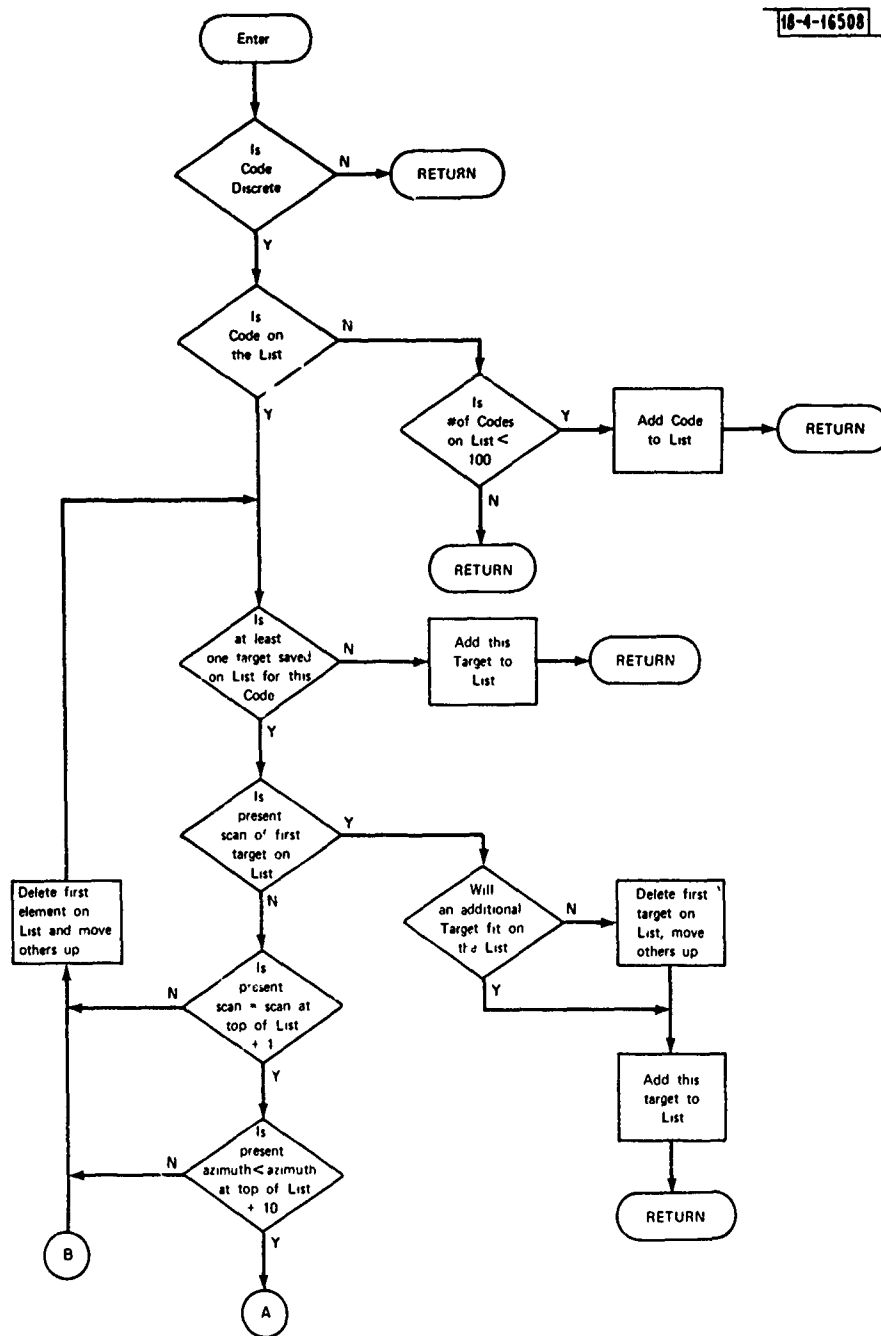 18-4-16508
Enter
Is
Code
Discrete
N
RETURN
Y
Is
Code on
the List
N
Y
Is
#of Codes
on List <
100
Y
Add Code
to List
RETURN
N
RETURN
Is
at least
one target saved
on List for this
Code
N
Add this
Target to
List
RETURN
Y
Is
present
scan of first
target on
List
Y
N
Will
an additional
Target fit on
the List
N
Delete first
target on
List, move
others up
Y
Delete first
element on
List and move
others up
Is
present
scan = scan at
top of List
+ 1
N
Y
Add this
target to
List
RETURN
Is
present
azimuth < azimuth
at top of List
+ 10
N
Y
B
A